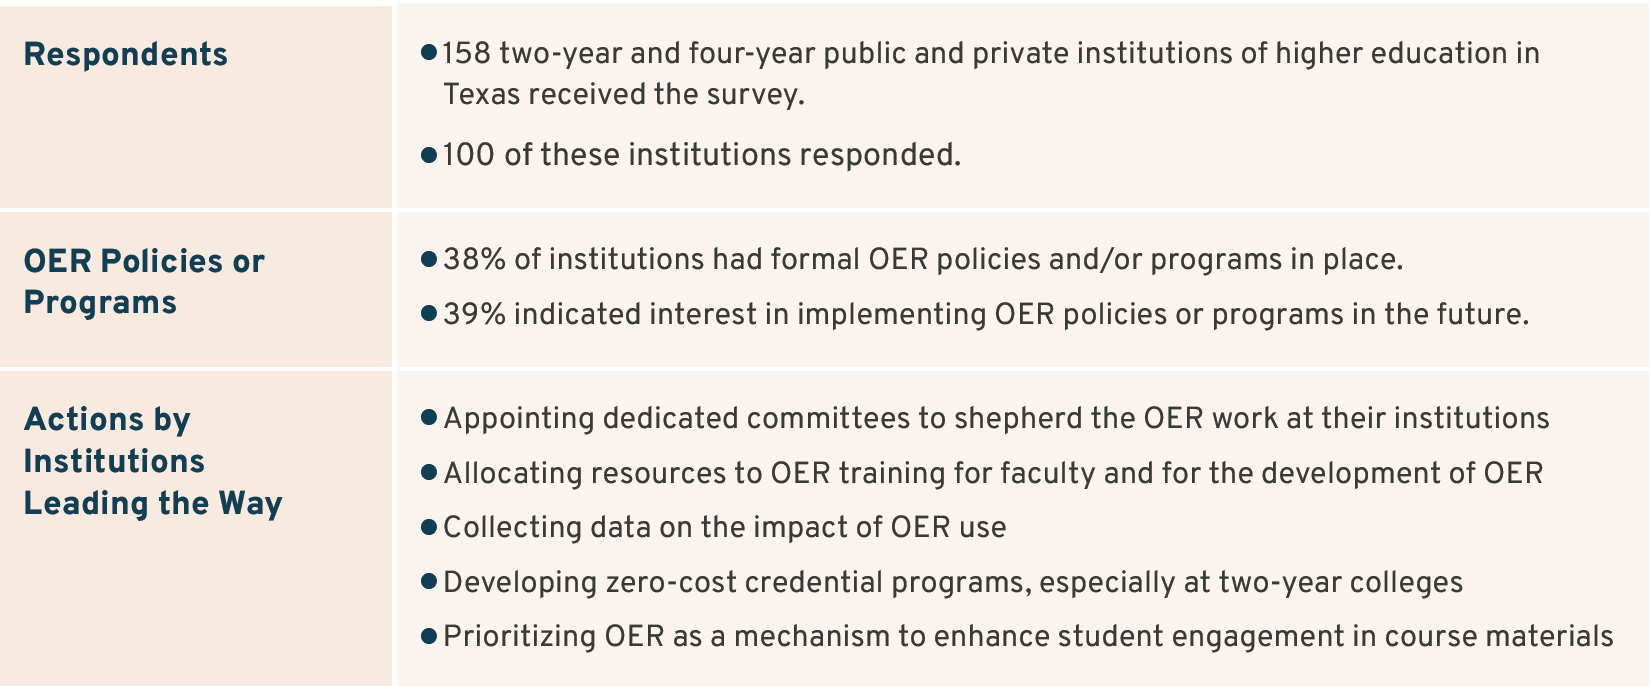 Respondents
● 158 two-year and four-year public and private institutions of higher education in
Texas received the survey.
● 100 of these institutions responded.
OER Policies or
Programs
● 38% of institutions had formal OER policies and/or programs in place.
● 39% indicated interest in implementing OER policies or programs in the future.
Actions by
Institutions
Leading the Way
● Appointing dedicated committees to shepherd the OER work at their institutions
● Allocating resources to OER training for faculty and for the development of OER
● Collecting data on the impact of OER use
● Developing zero-cost credential programs, especially at two-year colleges
● Prioritizing OER as a mechanism to enhance student engagement in course materials